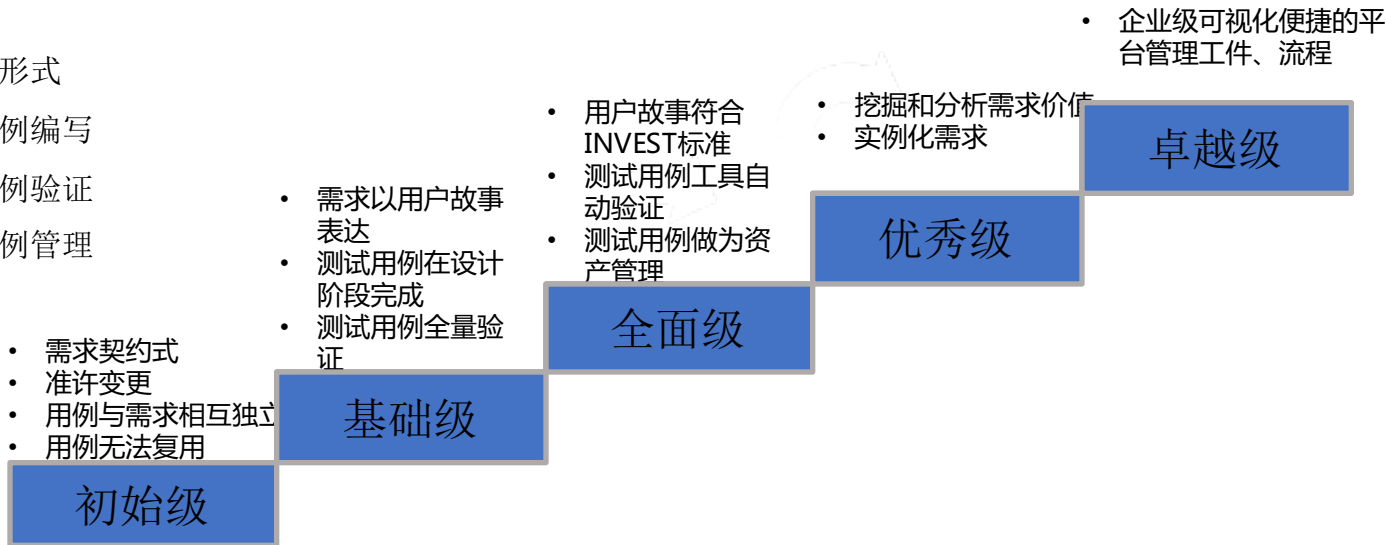 形式
例编写
例验证
例管理
• 需求契约式
• 准许变更
• 用例与需求相互独立
• 用例无法复用
初始级
• 需求以用户故事
表达
• 测试用例在设计
阶段完成
• 测试用例全量验
证
基础级
• 用户故事符合
INVEST标准
• 测试用例工具自
动验证
• 测试用例做为资
产管理
全面级
• 挖掘和分析需求价值
• 实例化需求
优秀级
• 企业级可视化便捷的平
台管理工件、流程
卓越级